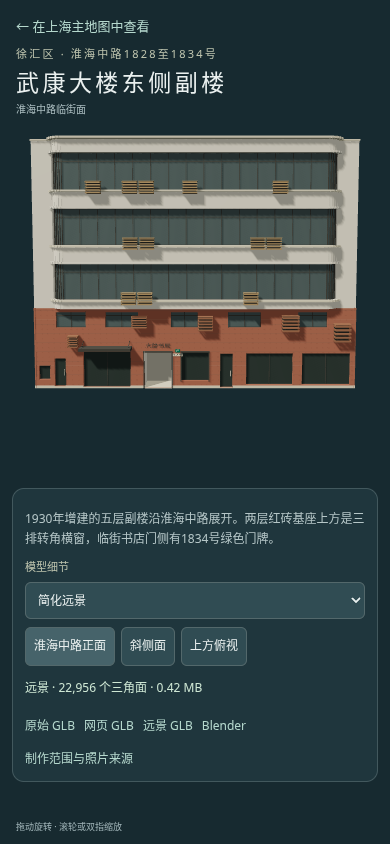 ← 在上海主地图中查看
徐汇区 · 淮海中路1828至1834号
武康大楼东侧副楼
淮海中路临街面
1930年增建的五层副楼沿淮海中路展开。两层红砖基座上方是三
排转角横窗，临街书店门侧有1834号绿色门牌。
模型细节
简化远景
淮海中路正面 斜侧面 上方俯视
远景 · 22,956 个三角面 · 0.42 MB
原始 GLB 网页 GLB 远景 GLB Blender
制作范围与照片来源
拖动旋转 · 滚轮或双指缩放